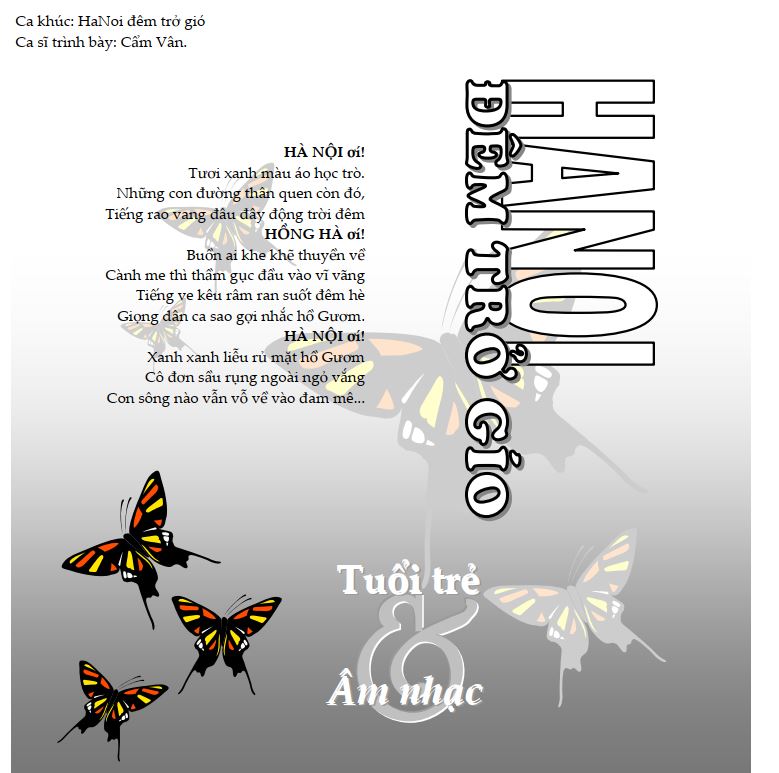 Ca khúc: HaNoi đêm trở gió
Ca sĩ trình bày: Cẩm Vân.
HÀ NỘI ơi!
Tươi xanh màu áo học trò.
Những con đường thân quen còn đó,
Tiếng rao vang đâu đây động trời đêm
HỒNG HÀ ơi!
Buồn ai khe khẽ thuyền về
Cành me thì thầm gục đầu vào vĩ vãng
Tiếng ve kêu râm ran suốt đêm hè
Giọng dân ca sao gợi nhắc hồ Gươm.
HÀ NỘI ơi!
Xanh xanh liễu rủ mặt hồ Gươm
Cô đơn sầu rụng ngoài ngỏ vắng
Con sông nào vẫn vỗ về vào đam mê...
HANOI
ĐÊM TRỞ GIÓ
Tuổi trẻ
&
Âm nhạc